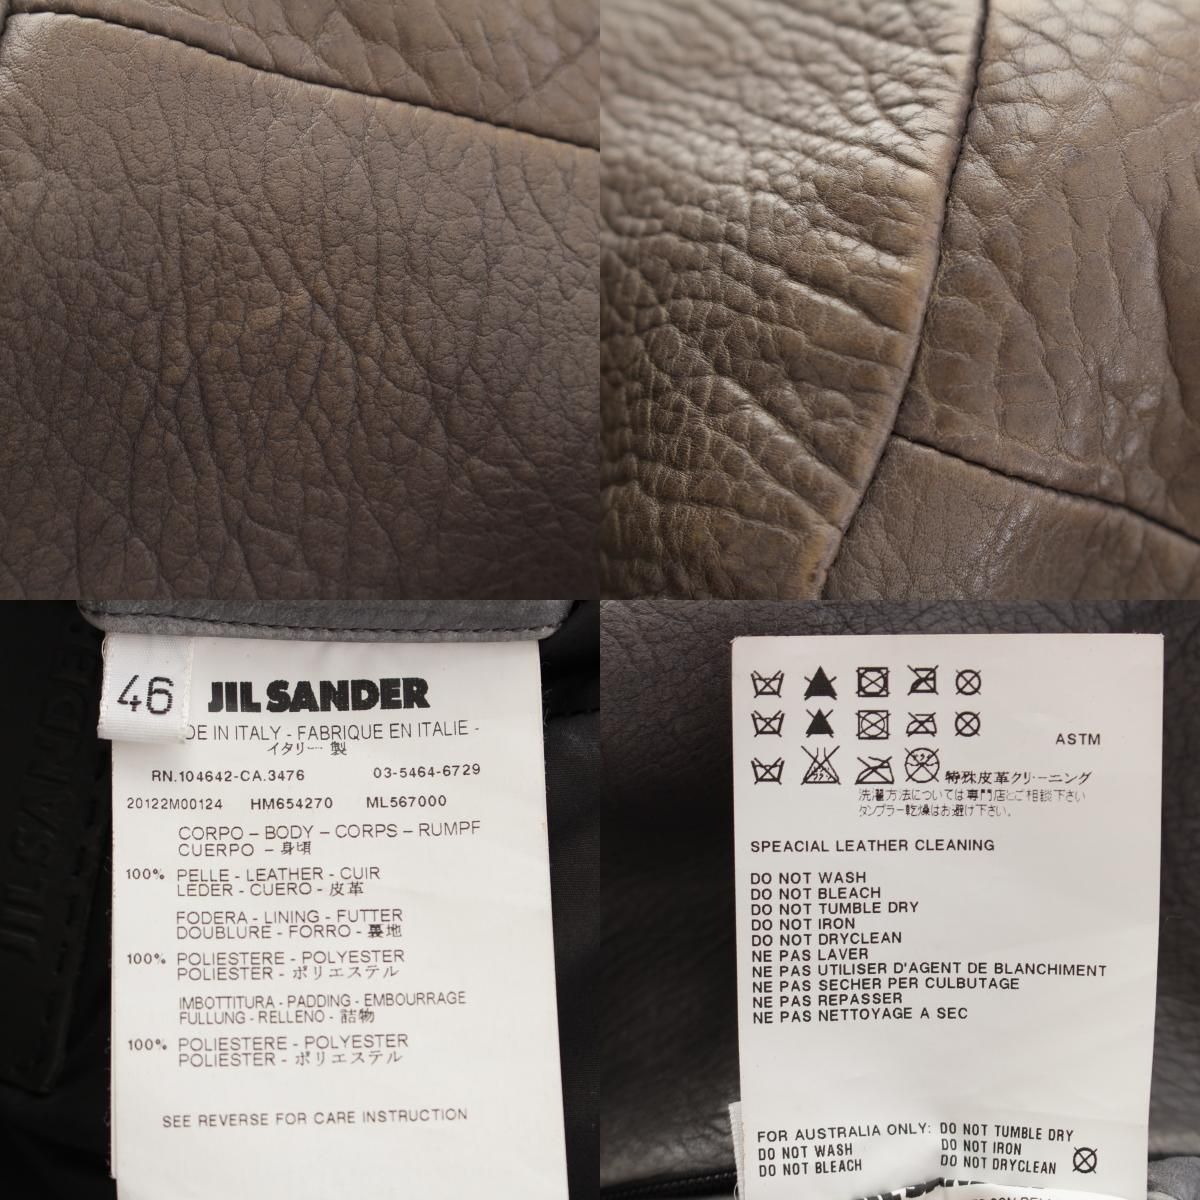 46
JIL SANDER
DE IN ITALY - FABRIQUE EN ITALIE -
イタリー 製
RN.104642-CA.3476 03-5464-6729
20122M00124 HM654270 ML567000
CORPO – BODY – CORPS – RUMPF
CUERPO – 身頃
100% PELLE - LEATHER - CUIR
LEDER - CUERO - 皮革
FODERA - LINING - FUTTER
DOUBLURE - FORRO - 裏地
100% POLIESTERE - POLYESTER
POLIESTER - ポリエステル
IMBOTTITURA - PADDING - EMBOURRAGE
FULLUNG - RELLENO - 詰物
100% POLIESTERE - POLYESTER
POLIESTER - ポリエステル
SEE REVERSE FOR CARE INSTRUCTION
JIL SANDER
ASTM
特殊皮革クリーニング
洗濯方法については専門店とご相談下さい
タンブラー乾燥はお避け下さい。
SPEACIAL LEATHER CLEANING
DO NOT WASH
DO NOT BLEACH
DO NOT TUMBLE DRY
DO NOT IRON
DO NOT DRYCLEAN
NE PAS LAVER
NE PAS UTILISER D'AGENT DE BLANCHIMENT
NE PAS SECHER PER CULBUTAGE
NE PAS REPASSER
NE PAS NETTOYAGE A SEC
FOR AUSTRALIA ONLY: DO NOT TUMBLE DRY
DO NOT WASH DO NOT IRON
DO NOT BLEACH DO NOT DRYCLEAN